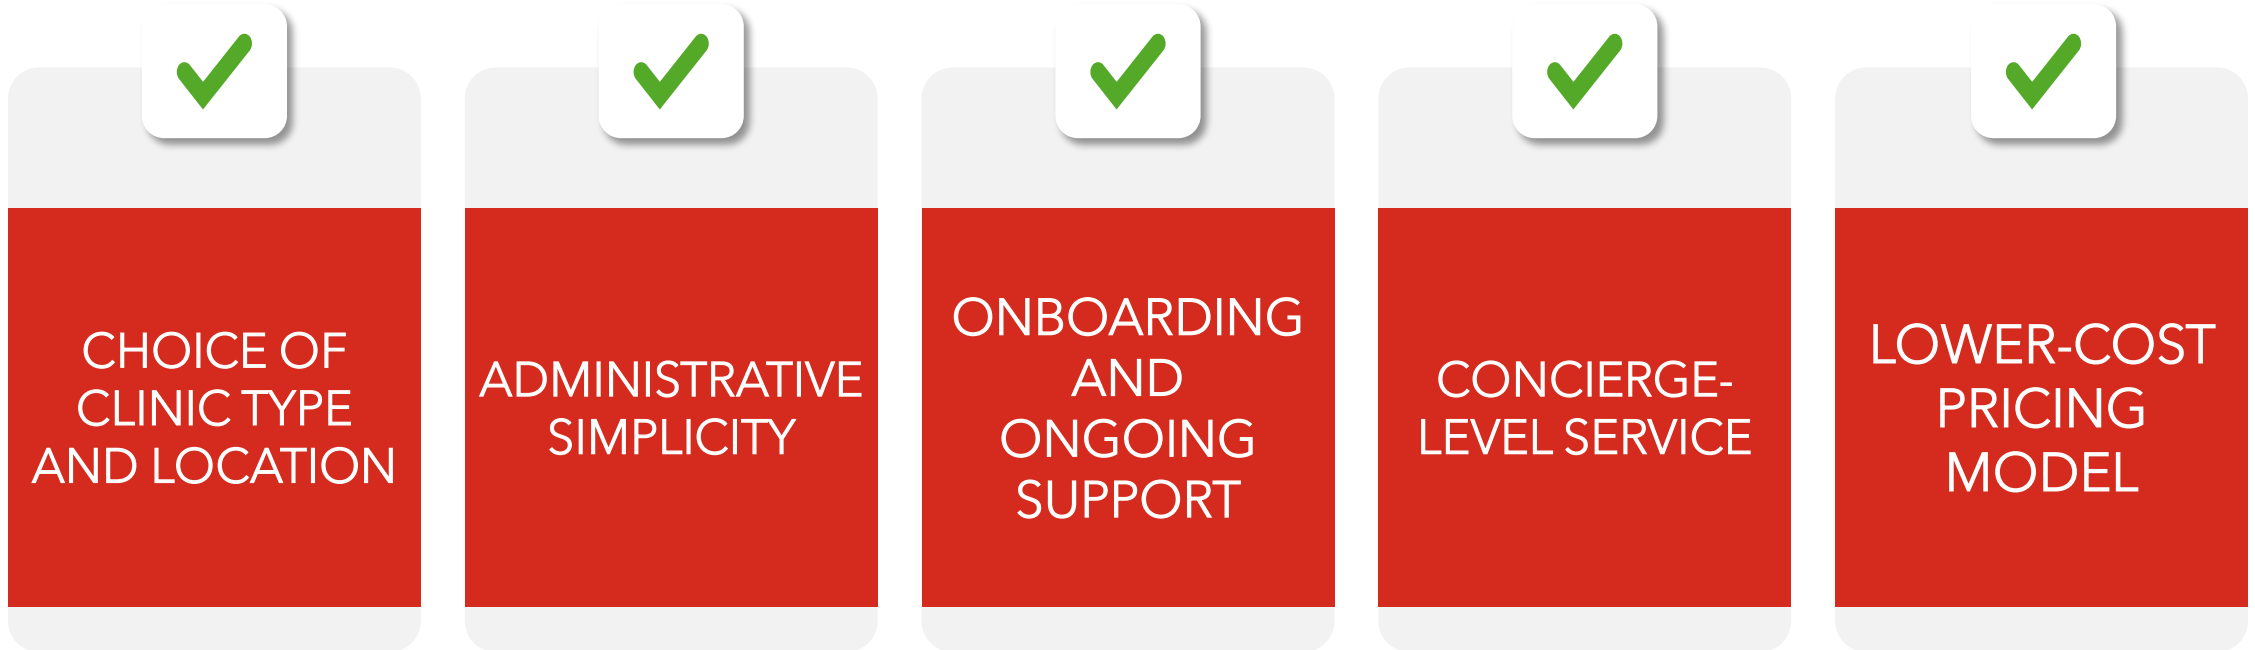 CHOICE OF
CLINIC TYPE
AND LOCATION
ADMINISTRATIVE
SIMPLICITY
ONBOARDING
AND
ONGOING
SUPPORT
CONCIERGE-
LEVEL SERVICE
LOWER-COST
PRICING
MODEL